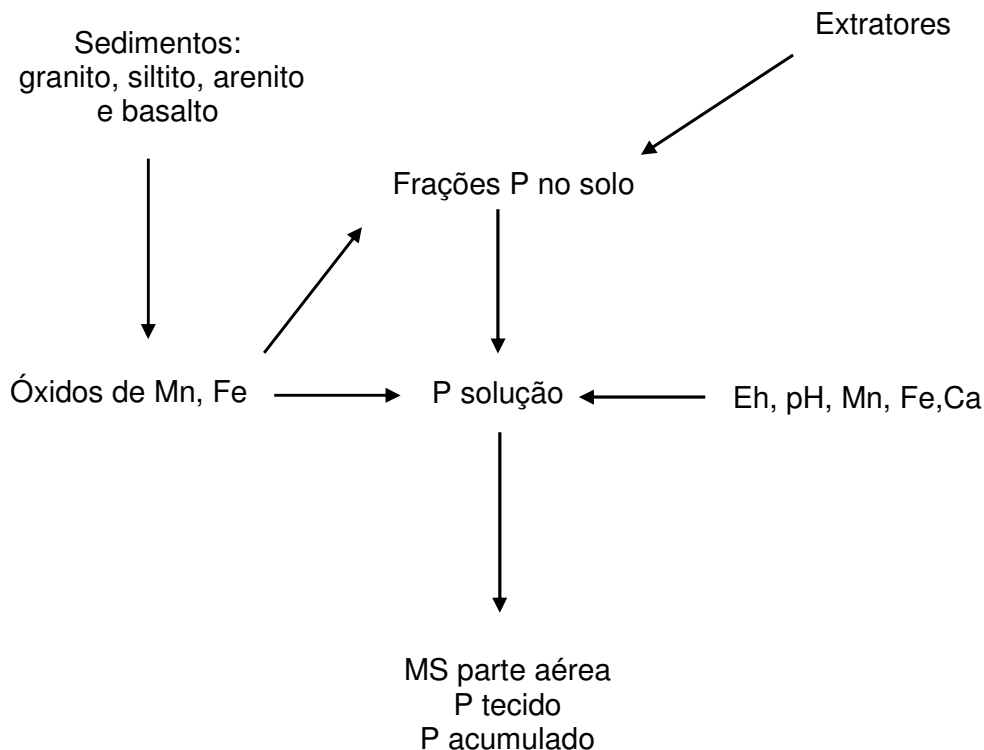 Extratores
Sedimentos:
granito, siltito, arenito
e basalto
Frações P no solo
Óxidos de Mn, Fe
P solução
Eh, pH, Mn, Fe,Ca
MS parte aérea
P tecido
P acumulado